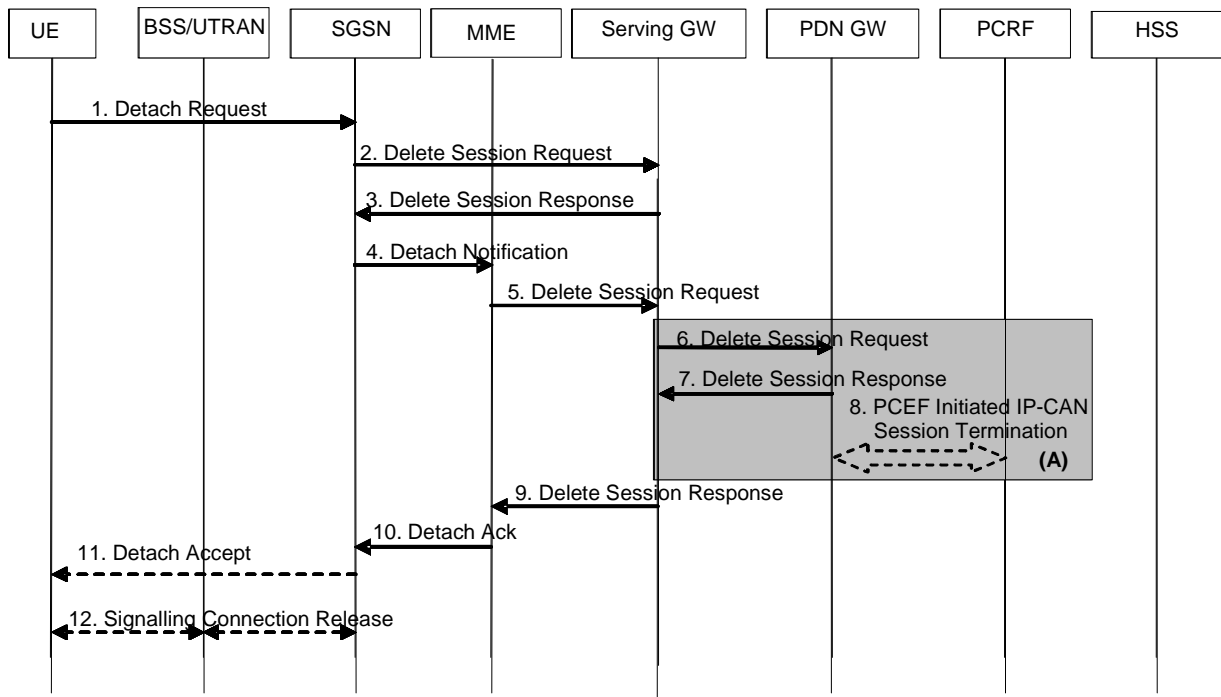 UE
BSS/UTRAN
SGSN
MME
Serving GW
PDN GW
PCRF
HSS
1. Detach Request
2. Delete Session Request
3. Delete Session Response
4. Detach Notification
5. Delete Session Request
6. Delete Session Request
7. Delete Session Response
8. PCEF Initiated IP-CAN
Session Termination
(A)
9. Delete Session Response
10. Detach Ack
11. Detach Accept
12. Signalling Connection Release